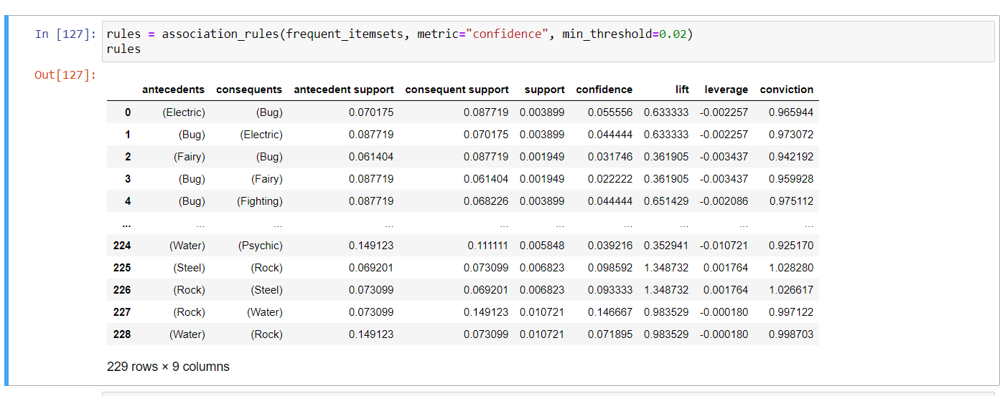 In [127]: rules = association_rules(frequent_itemsets, metric="confidence", min_threshold=0.02)
rules
Out[127]:
antecedents consequents antecedent support consequent support support confidence lift leverage conviction
0 (Electric) (Bug) 0.070175 0.087719 0.003899 0.055556 0.633333 -0.002257 0.965944
1 (Bug) (Electric) 0.087719 0.070175 0.003899 0.044444 0.633333 -0.002257 0.973072
2 (Fairy) (Bug) 0.061404 0.087719 0.001949 0.031746 0.361905 -0.003437 0.942192
3 (Bug) (Fairy) 0.087719 0.061404 0.001949 0.022222 0.361905 -0.003437 0.959928
4 (Bug) (Fighting) 0.087719 0.068226 0.003899 0.044444 0.651429 -0.002086 0.975112
... ... ... ... ... ... ... ... ... ...
224 (Water) (Psychic) 0.149123 0.111111 0.005848 0.039216 0.352941 -0.010721 0.925170
225 (Steel) (Rock) 0.069201 0.073099 0.006823 0.098592 1.348732 0.001764 1.028280
226 (Rock) (Steel) 0.073099 0.069201 0.006823 0.093333 1.348732 0.001764 1.026617
227 (Rock) (Water) 0.073099 0.149123 0.010721 0.146667 0.983529 -0.000180 0.997122
228 (Water) (Rock) 0.149123 0.073099 0.010721 0.071895 0.983529 -0.000180 0.998703
229 rows × 9 columns